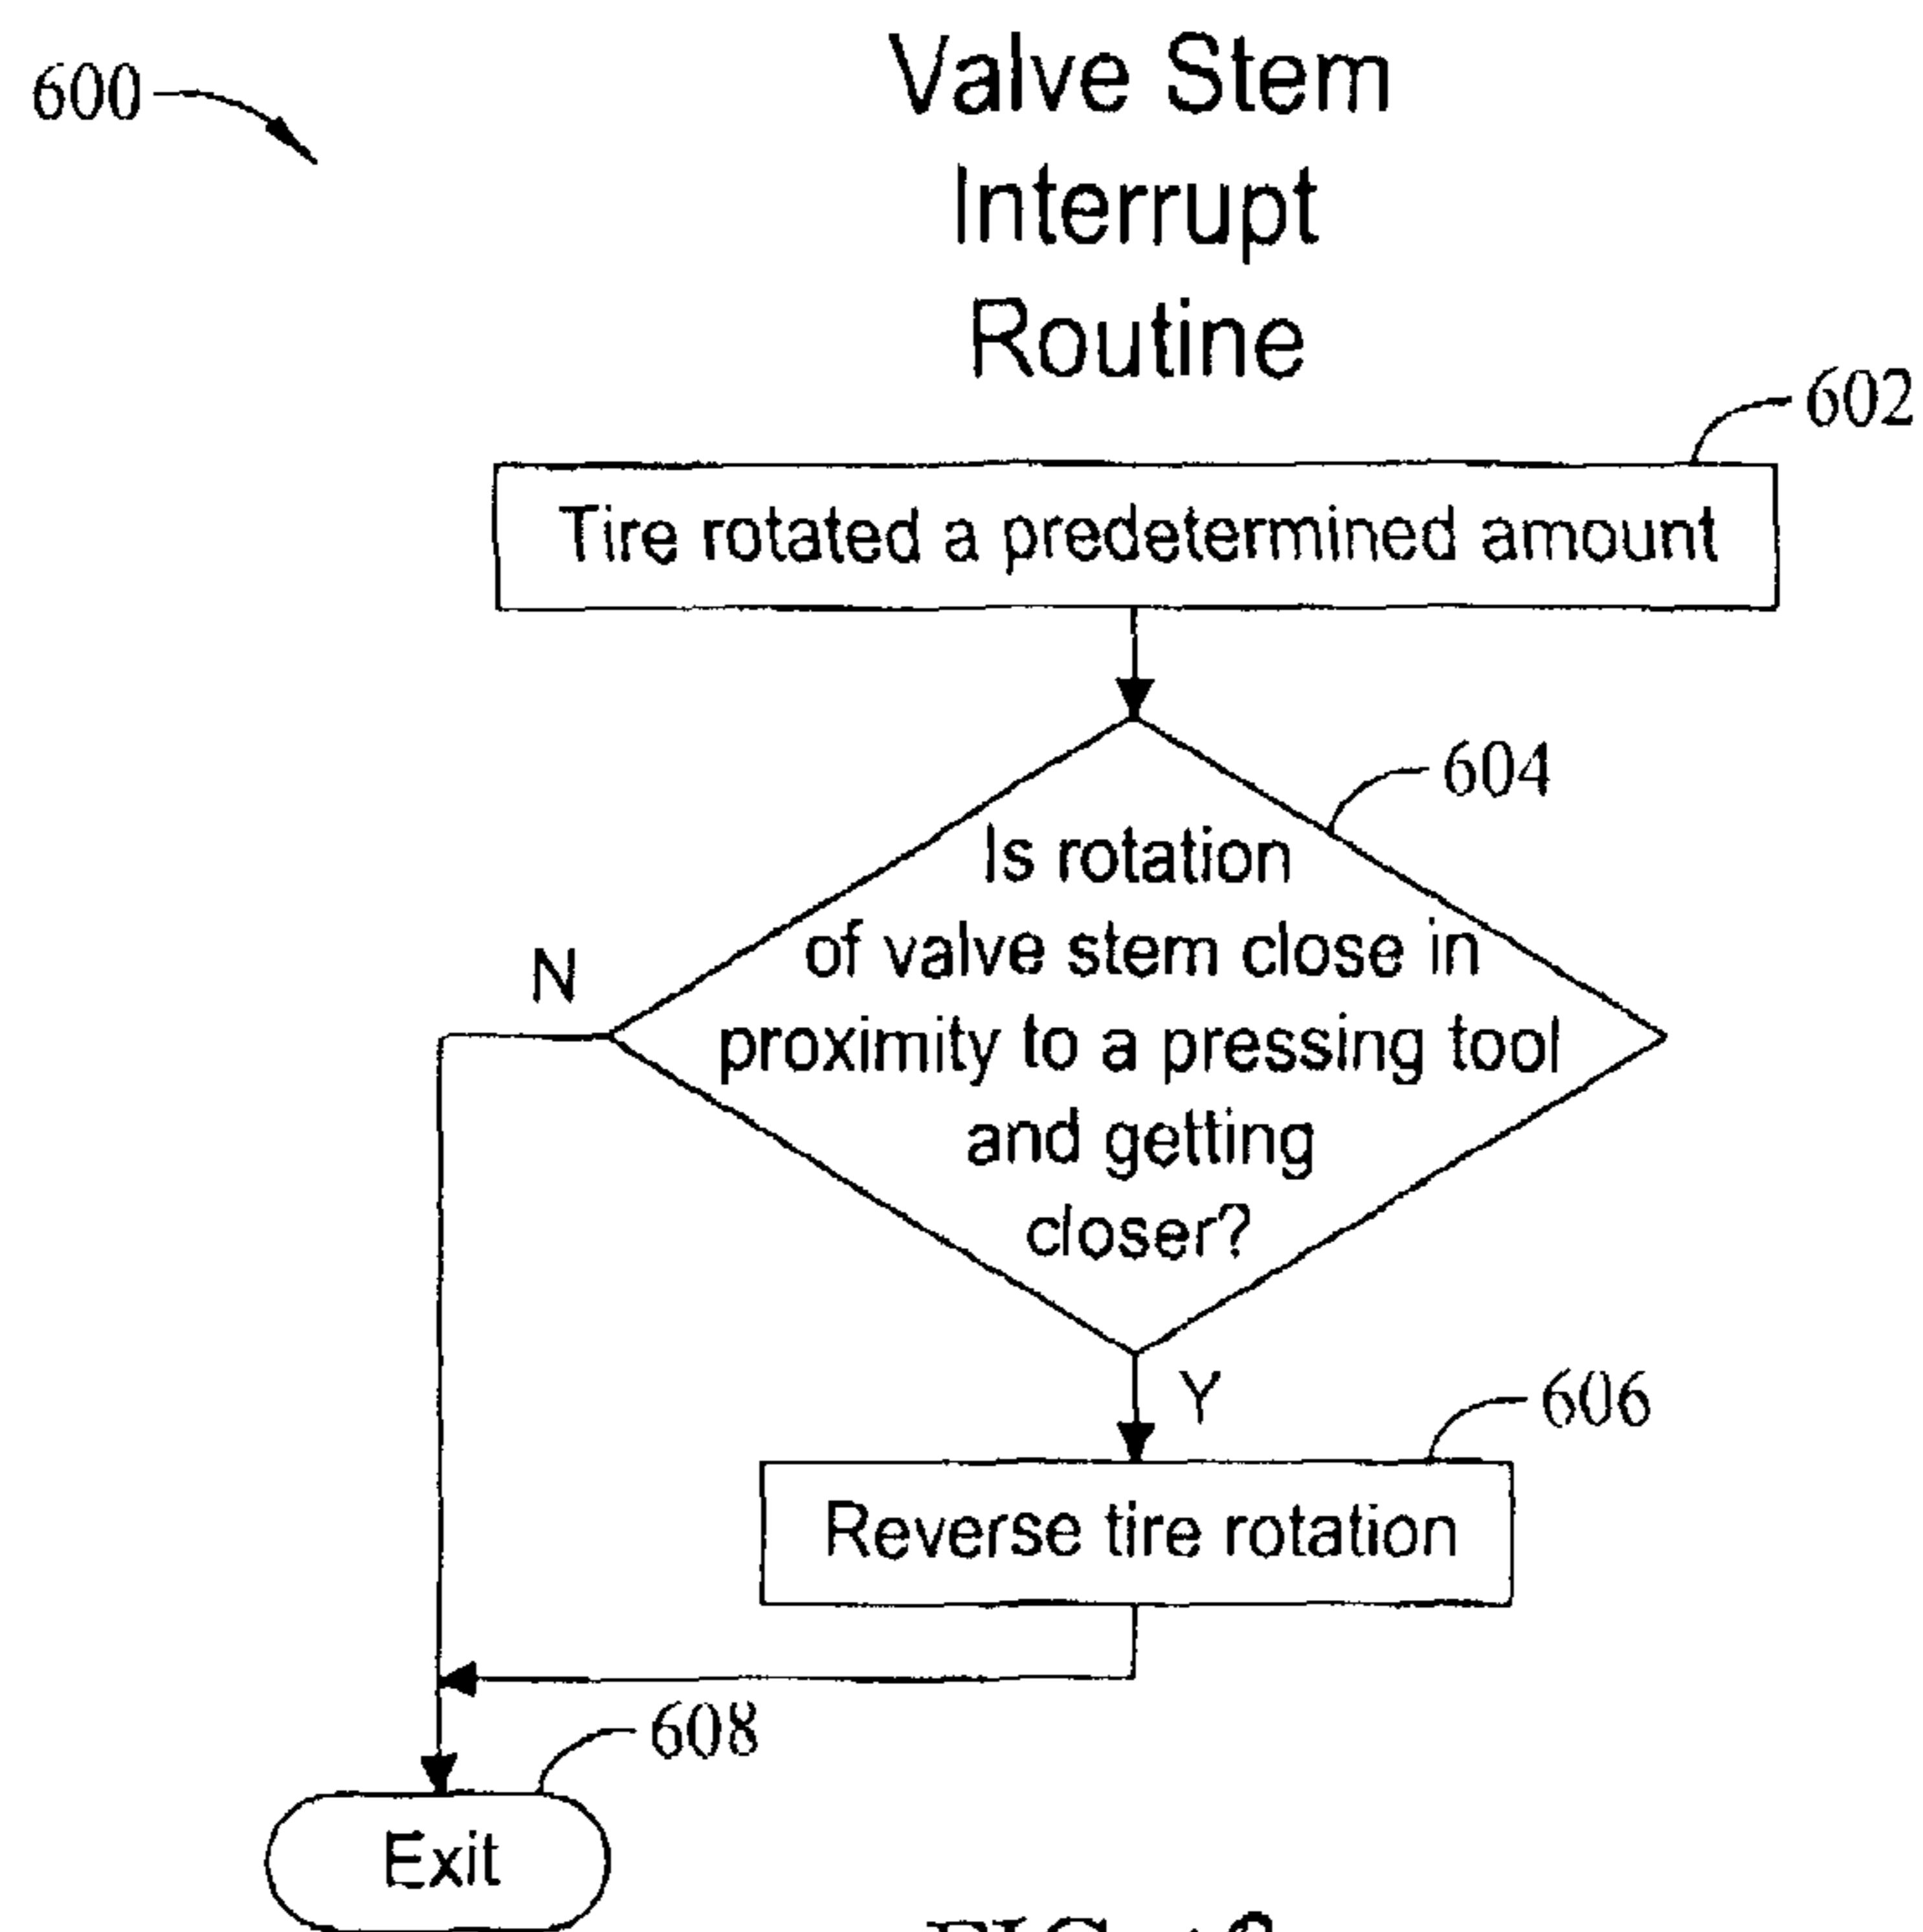 600
Valve Stem
Interrupt
Routine
602
Tire rotated a predetermined amount
604
Is rotation
of valve stem close in
proximity to a pressing tool
and getting
closer?
N
Y
606
Reverse tire rotation
608
Exit